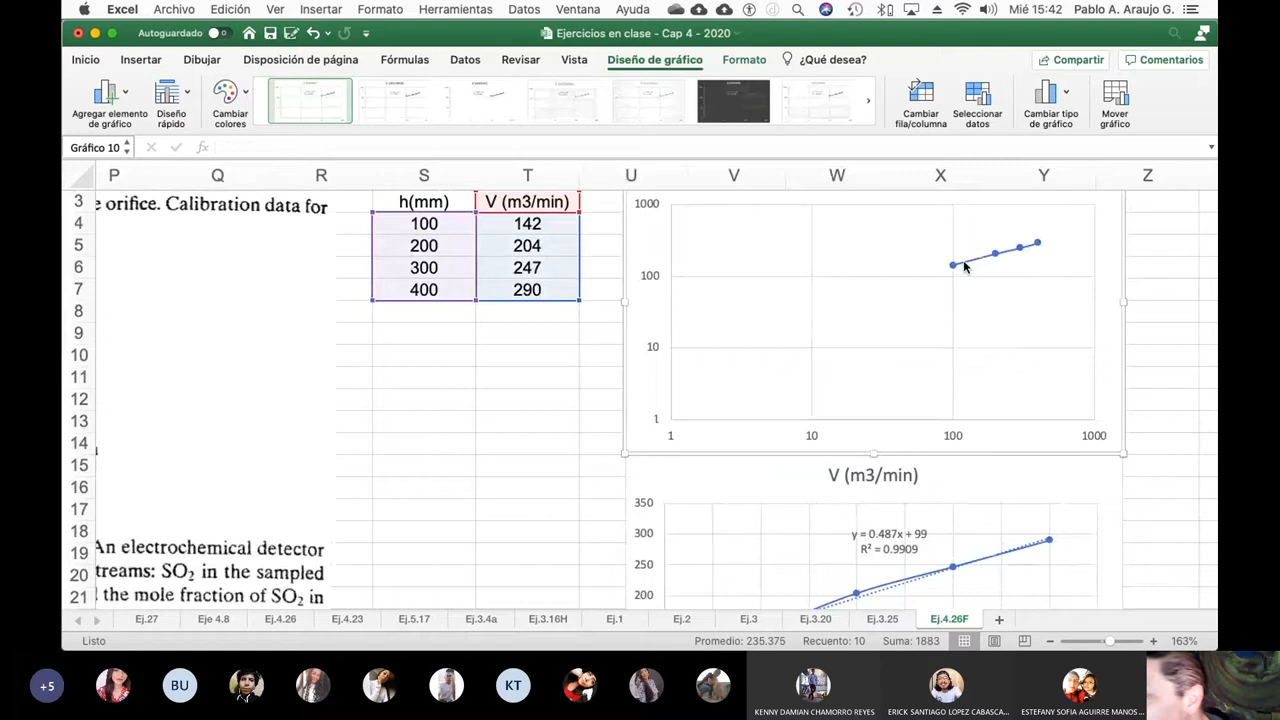 Excel Archivo Edición Ver Insertar Formato Herramientas Datos Ventana Ayuda Mié 15:42 Pablo A. Araujo G.
Autoguardado Ejercicios en clase - Cap 4 - 2020
Inicio Insertar Dibujar Disposición de página Fórmulas Datos Revisar Vista Diseño de gráfico Formato ¿Qué desea? Compartir Comentarios
Agregar elemento de gráfico
Diseño rápido
Cambiar colores
Cambiar fila/columna
Seleccionar datos
Cambiar tipo de gráfico
Mover gráfico
Gráfico 10 fx
P Q R S T U V W X Y Z
3 e orifice. Calibration data for h(mm) V (m3/min)
4 100 142
5 200 204
6 300 247
7 400 290
8
9
10
11
12
13
14
15
16
17
18
19 An electrochemical detector
20 treams: SO2 in the sampled
21 the mole fraction of SO2 in
1000
100
10
1
1 10 100 1000
V (m3/min)
350
300
250
200
y = 0.487x + 99
R² = 0.9909
Ej.27 Eje 4.8 Ej.4.26 Ej.4.23 Ej.5.17 Ej.3.4a Ej.3.16H Ej.1 Ej.2 Ej.3 Ej.3.20 Ej.3.25 Ej.4.26F +
Listo Promedio: 235.375 Recuento: 10 Suma: 1883 163%
+5 BU KT
KENNY DAMIAN CHAMORRO REYES ERICK SANTIAGO LOPEZ CABASCA... ESTEFANY SOFIA AGUIRRE MANOS...